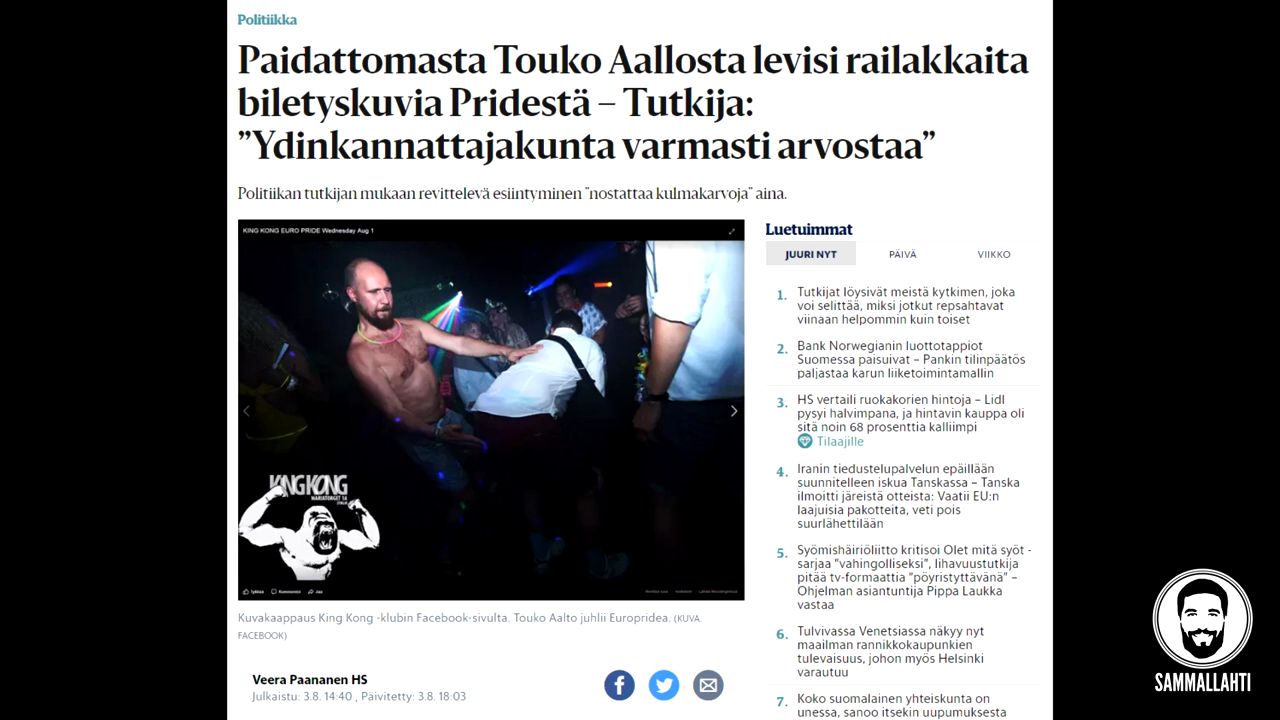 Politiikka
Paidattomasta Touko Aallosta levisi railakkaita
biletyskuvia Pridestä – Tutkija:
”Ydinkannattajakunta varmasti arvostaa”
Politiikan tutkijan mukaan revittelevä esiintyminen "nostattaa kulmakarvoja" aina.
KING KONG EURO PRIDE Wednesday Aug 1
KING KONG
MARIATORGET 1A
Tykkää Kommentoi Jaa
Kuvakaappaus King Kong -klubin Facebook-sivulta. Touko Aalto juhlii Europridea. (KUVA:
FACEBOOK)
Veera Paananen HS
Julkaistu: 3.8. 14:40 , Päivitetty: 3.8. 18:03
Luetuimmat
JUURI NYT PÄIVÄ VIIKKO
1. Tutkijat löysivät meistä kytkimen, joka
voi selittää, miksi jotkut repsahtavat
viinaan helpommin kuin toiset
2. Bank Norwegianin luottotappiot
Suomessa paisuivat – Pankin tilinpäätös
paljastaa karun liiketoimintamallin
3. HS vertaili ruokakorien hintoja – Lidl
pysyi halvimpana, ja hintavin kauppa oli
sitä noin 68 prosenttia kalliimpi
Tilaajille
4. Iranin tiedustelupalvelun epäillään
suunnitelleen iskua Tanskassa – Tanska
ilmoitti järeistä otteista: Vaatii EU:n
laajuisia pakotteita, veti pois
suurlähettilään
5. Syömishäiriöliitto kritisoi Olet mitä syöt -
sarjaa ”vahingolliseksi”, lihavuustutkija
pitää tv-formaattia ”pöyristyttävänä” –
Ohjelman asiantuntija Pippa Laukka
vastaa
6. Tulvivassa Venetsiassa näkyy nyt
maailman rannikkokaupunkien
tulevaisuus, johon myös Helsinki
varautuu
7. Koko suomalainen yhteiskunta on
unessa, sanoo itsekin uupumuksesta
SAMMALLAHTI